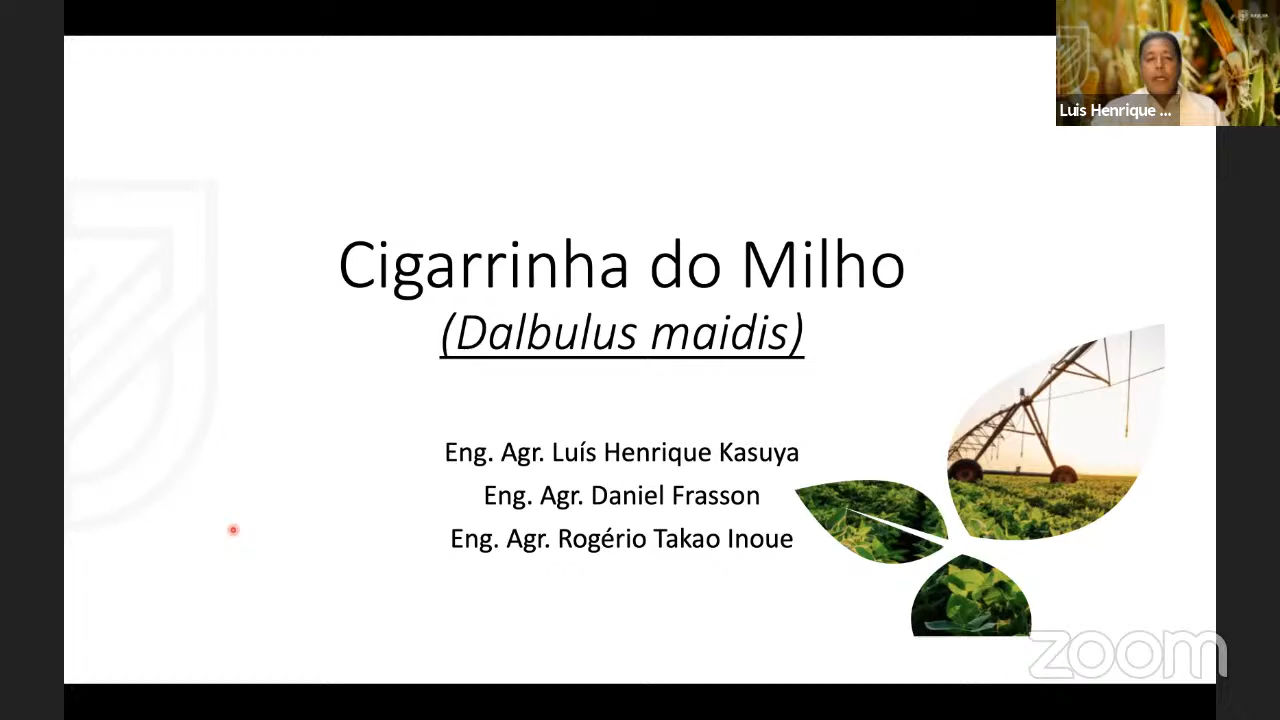 Luis Henrique ...
Cigarrinha do Milho
(Dalbulus maidis)
Eng. Agr. Luís Henrique Kasuya
Eng. Agr. Daniel Frasson
Eng. Agr. Rogério Takao Inoue
zoom